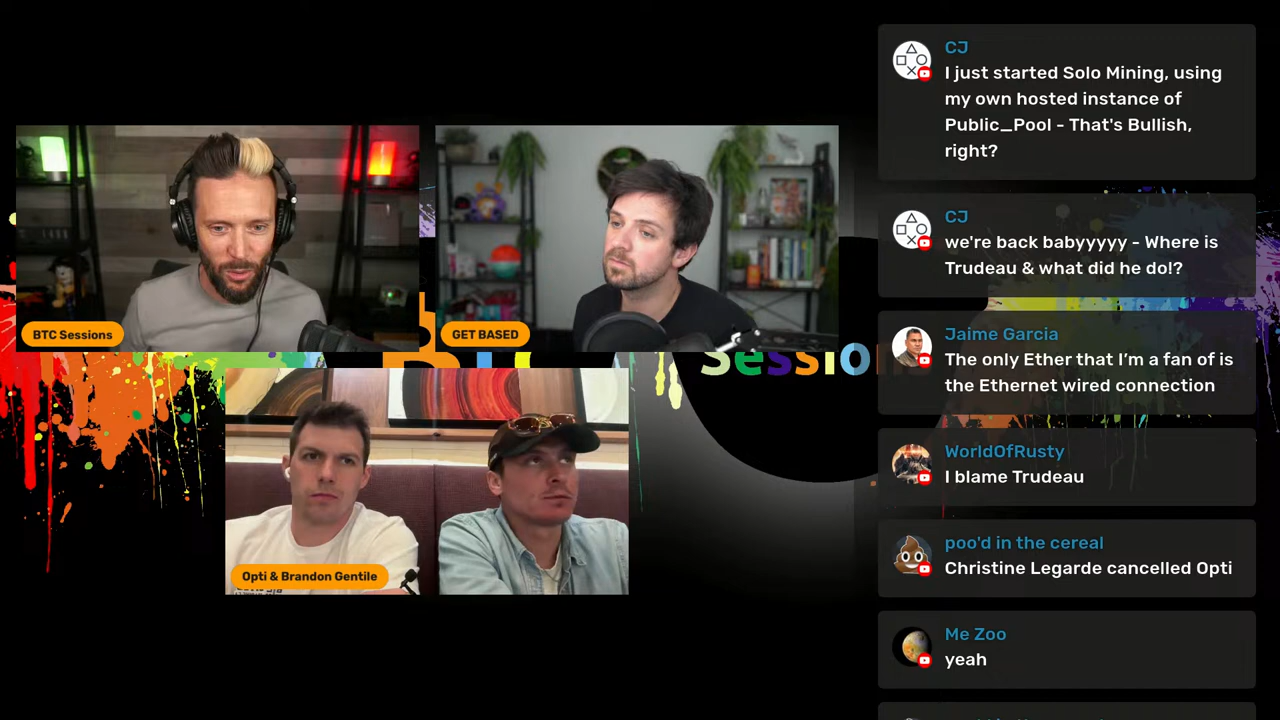 BTC Sessions
GET BASED
Session
Opti & Brandon Gentile
CJ
I just started Solo Mining, using
my own hosted instance of
Public_Pool - That's Bullish,
right?
CJ
we're back babyyyyy - Where is
Trudeau & what did he do!?
Jaime Garcia
The only Ether that I’m a fan of is
the Ethernet wired connection
WorldOfRusty
I blame Trudeau
poo'd in the cereal
Christine Legarde cancelled Opti
Me Zoo
yeah